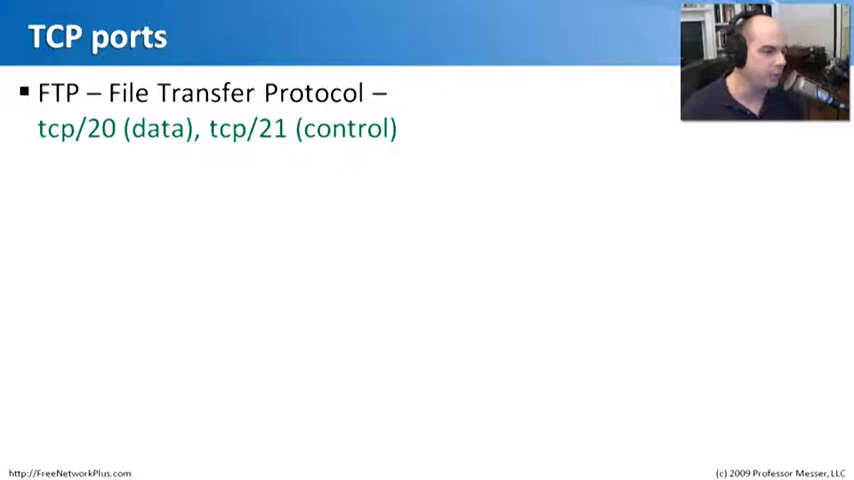 TCP ports
▪ FTP – File Transfer Protocol –
tcp/20 (data), tcp/21 (control)
http://FreeNetworkPlus.com
(c) 2009 Professor Messer, LLC